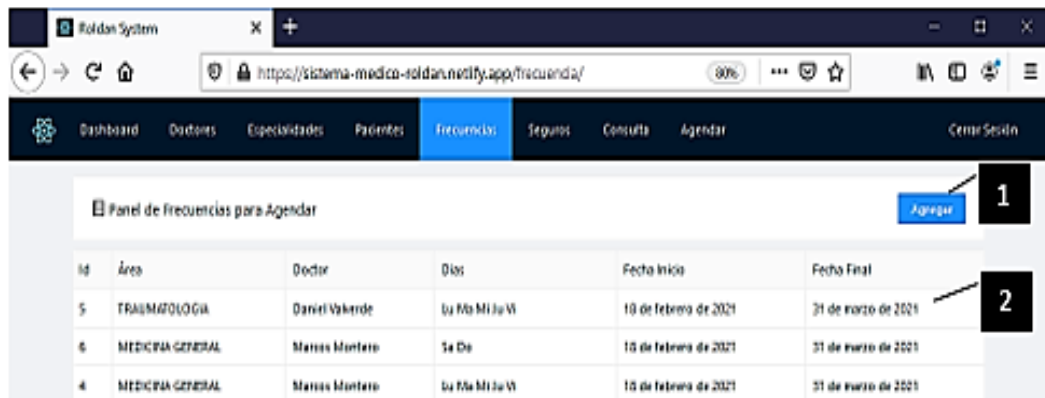 Roldan System
https://sistema-medico-roldan.netlify.app/frecuencia/ 80%
Dashboard Doctores Especialidades Pacientes Frecuencias Seguros Consulta Agendar Cerrar Sesión
Panel de Frecuencias para Agendar Agregar 1
Id Área Doctor Dias Fecha Inicio Fecha Final
5 TRAUMATOLOGIA Daniel Valverde Lu Ma Mi Ju Vi 18 de febrero de 2021 31 de marzo de 2021 2
6 MEDICINA GENERAL Marcos Montero Sa Do 18 de febrero de 2021 31 de marzo de 2021
4 MEDICINA GENERAL Marcos Montero Lu Ma Mi Ju Vi 18 de febrero de 2021 31 de marzo de 2021